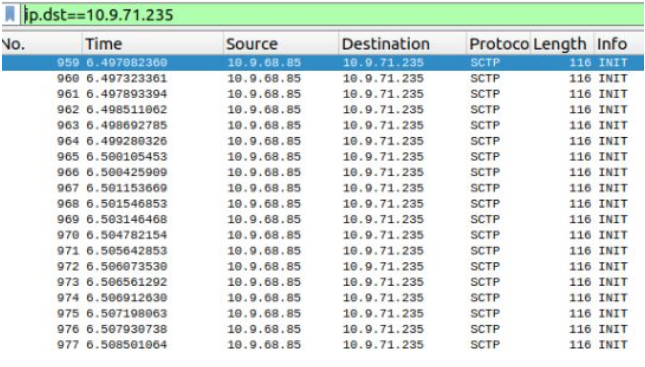 ip.dst==10.9.71.235
No. Time Source Destination Protoco Length Info
959 6.497082360 10.9.68.85 10.9.71.235 SCTP 116 INIT
960 6.497323361 10.9.68.85 10.9.71.235 SCTP 116 INIT
961 6.497893394 10.9.68.85 10.9.71.235 SCTP 116 INIT
962 6.498511062 10.9.68.85 10.9.71.235 SCTP 116 INIT
963 6.498692785 10.9.68.85 10.9.71.235 SCTP 116 INIT
964 6.499280326 10.9.68.85 10.9.71.235 SCTP 116 INIT
965 6.500105453 10.9.68.85 10.9.71.235 SCTP 116 INIT
966 6.500425909 10.9.68.85 10.9.71.235 SCTP 116 INIT
967 6.501153669 10.9.68.85 10.9.71.235 SCTP 116 INIT
968 6.501546853 10.9.68.85 10.9.71.235 SCTP 116 INIT
969 6.503146468 10.9.68.85 10.9.71.235 SCTP 116 INIT
970 6.504782154 10.9.68.85 10.9.71.235 SCTP 116 INIT
971 6.505642853 10.9.68.85 10.9.71.235 SCTP 116 INIT
972 6.506073530 10.9.68.85 10.9.71.235 SCTP 116 INIT
973 6.506561292 10.9.68.85 10.9.71.235 SCTP 116 INIT
974 6.506912630 10.9.68.85 10.9.71.235 SCTP 116 INIT
975 6.507198063 10.9.68.85 10.9.71.235 SCTP 116 INIT
976 6.507930738 10.9.68.85 10.9.71.235 SCTP 116 INIT
977 6.508501064 10.9.68.85 10.9.71.235 SCTP 116 INIT